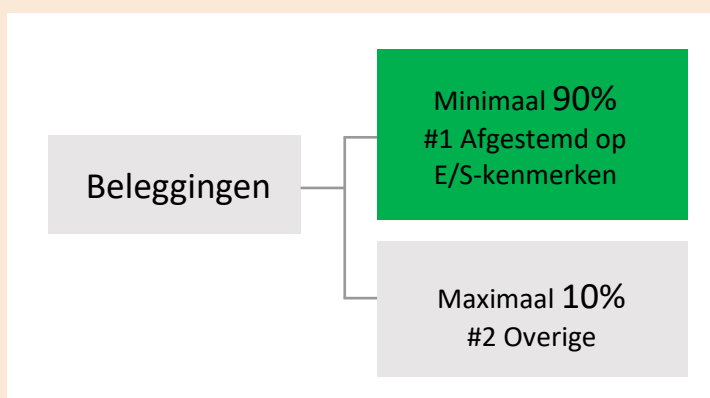 Beleggingen
Minimaal 90%
#1 Afgestemd op
E/S-kenmerken
Maximaal 10%
#2 Overige